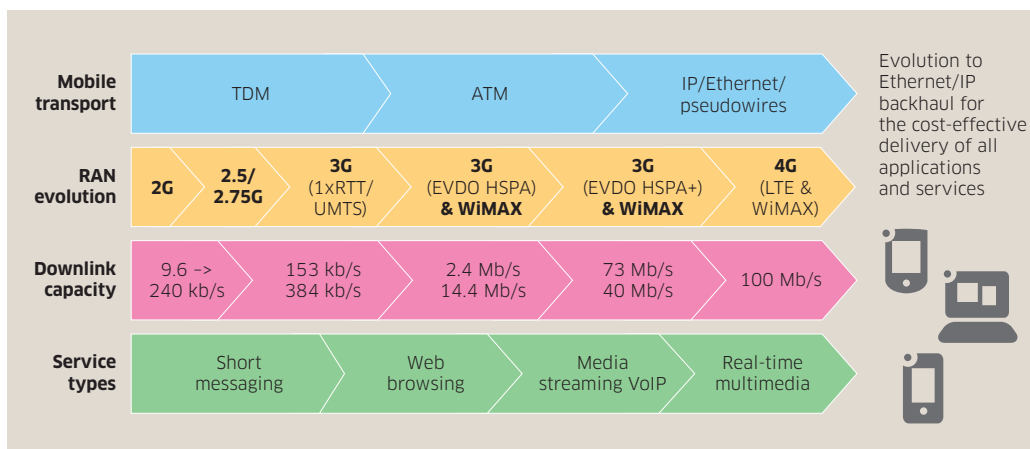 Mobile
transport
TDM
ATM
IP/Ethernet/
pseudowires
RAN
evolution
2G
2.5/
2.75G
3G
(1xRTT/
UMTS)
3G
(EVDO HSPA)
& WiMAX
3G
(EVDO HSPA+)
& WiMAX
4G
(LTE &
WiMAX)
Downlink
capacity
9.6 –>
240 kb/s
153 kb/s
384 kb/s
2.4 Mb/s
14.4 Mb/s
73 Mb/s
40 Mb/s
100 Mb/s
Service
types
Short
messaging
Web
browsing
Media
streaming VoIP
Real-time
multimedia
Evolution to
Ethernet/IP
backhaul for
the cost-effective
delivery of all
applications
and services